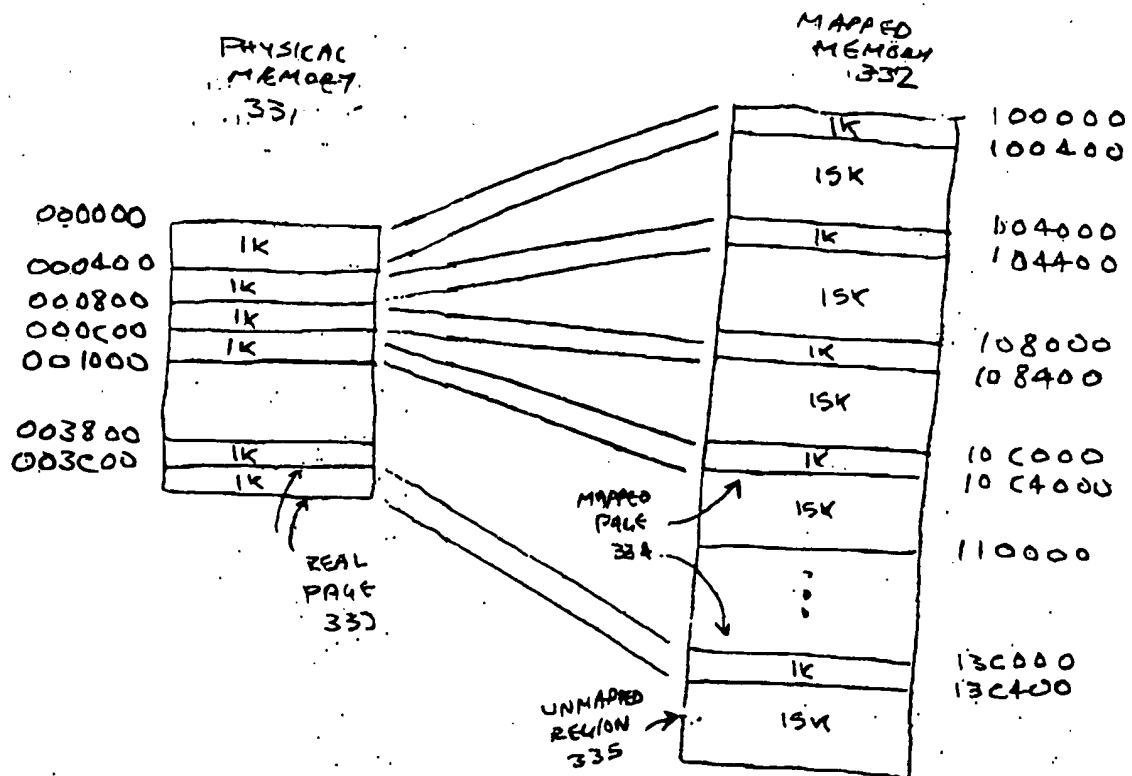 PHYSICAL
MEMORY
331
MAPPED
MEMORY
332
000000
000400
000800
000C00
001000
003800
003C00
1K
1K
1K
1K
1K
1K
REAL
PAGE
333
1K
15K
1K
15K
1K
15K
1K
15K
1K
15K
100000
100400
104000
104400
108000
108400
10C000
10C4000
110000
13C000
13C400
MAPPED
PAGE
334
UNMAPPED
REGION
335